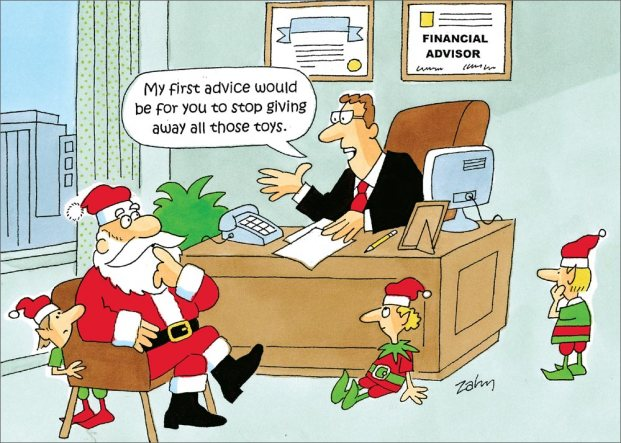 FINANCIAL
ADVISOR
My first advice would
be for you to stop giving
away all those toys.
Zahn